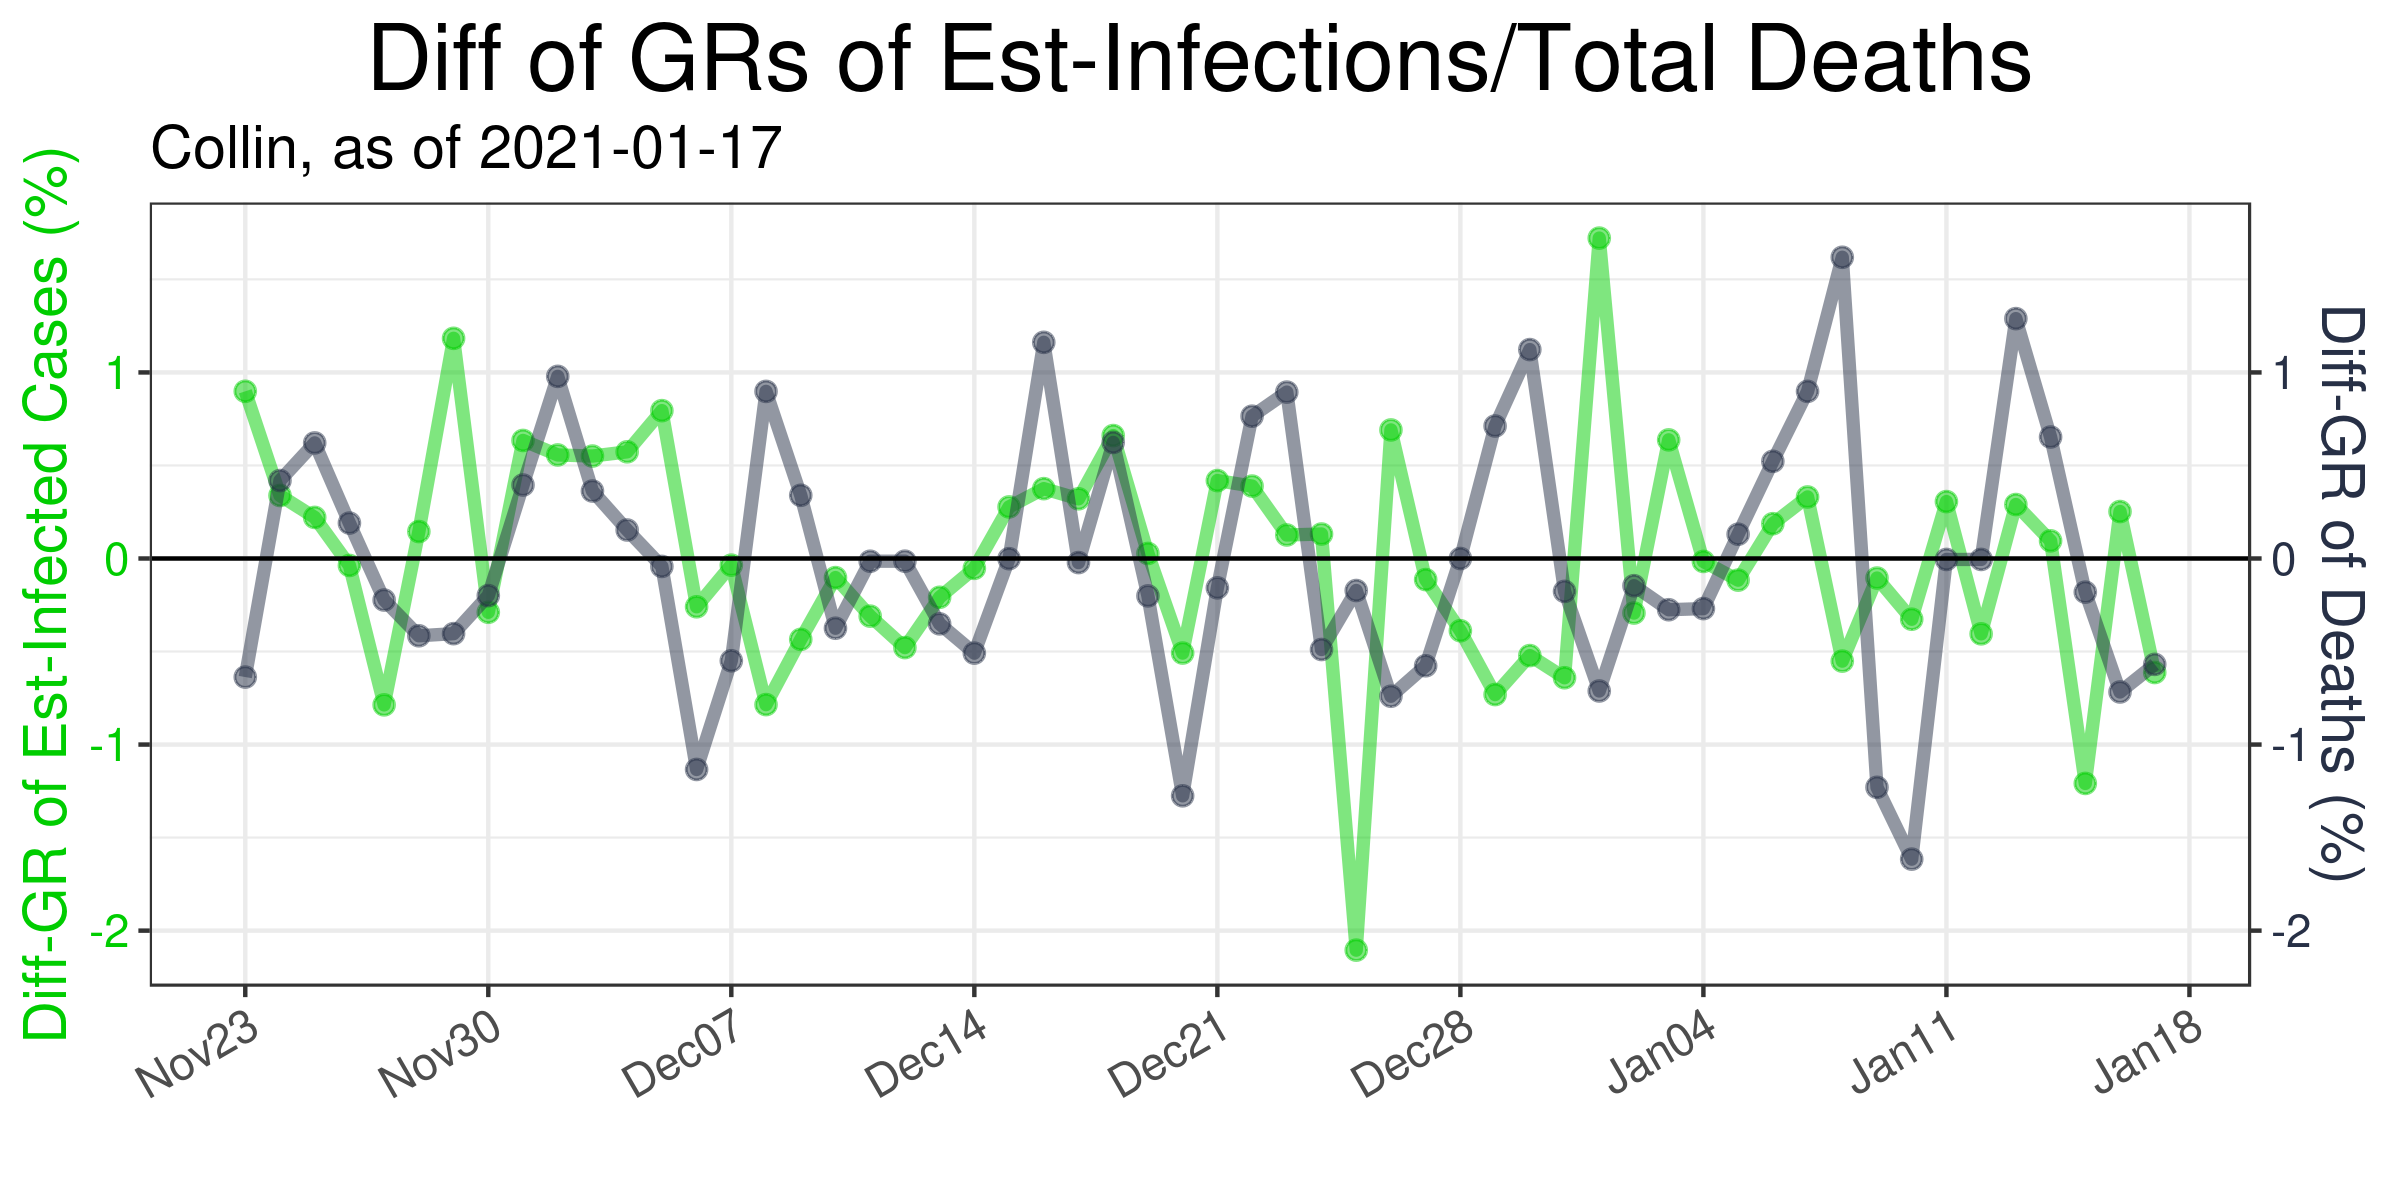 Diff of GRs of Est-Infections/Total Deaths
Collin, as of 2021-01-17
Diff-GR of Est-Infected Cases (%)
1
0
-1
-2
1
0
-1
-2
Diff-GR of Deaths (%)
Nov23
Nov30
Dec07
Dec14
Dec21
Dec28
Jan04
Jan11
Jan18